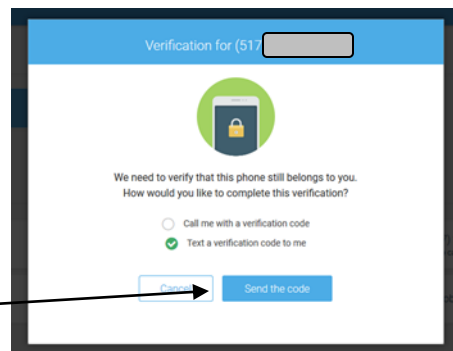 Verification for (517
We need to verify that this phone still belongs to you.
How would you like to complete this verification?
Call me with a verification code
Text a verification code to me
Cancel
Send the code